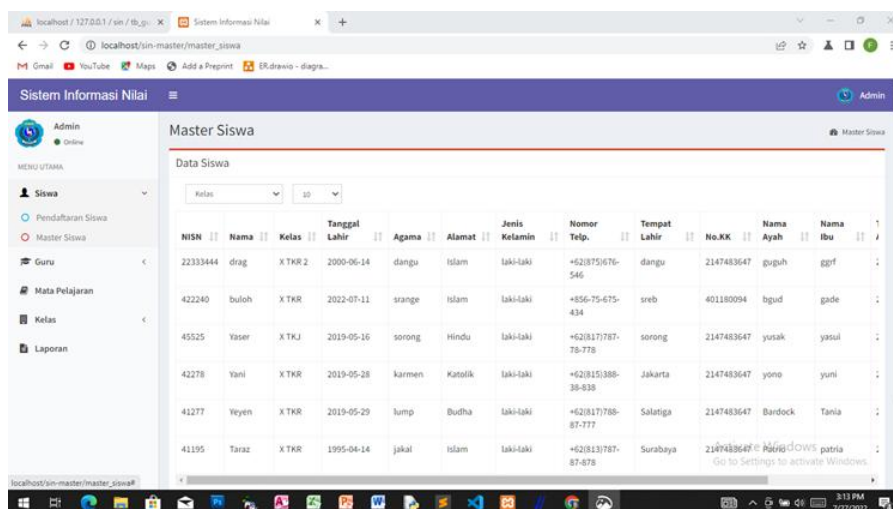 localhost / 127.0.0.1 / sin / tb_gu
Sistem Informasi Nilai
localhost/sin-master/master_siswa
Gmail YouTube Maps Add a Preprint ER.drawio - diagra...
Sistem Informasi Nilai Admin
Admin
Online
Master Siswa Master Siswa
MENU UTAMA
Data Siswa
Siswa
Kelas 10
Pendaftaran Siswa
Master Siswa
Guru
Mata Pelajaran
Kelas
Laporan
NISN Nama Kelas Tanggal Lahir Agama Alamat Jenis Kelamin Nomor Telp. Tempat Lahir No.KK Nama Ayah Nama Ibu
22333444 drag X TKR 2 2000-06-14 dangu Islam laki-laki +62(875)676-546 dangu 2147483647 guguh ggrf
422240 buloh X TKR 2022-07-11 srange Islam laki-laki +856-75-675-434 sreb 401180094 bgud gade
45525 Yaser X TKJ 2019-05-16 sorong Hindu laki-laki +62(817)787-78-778 sorong 2147483647 yusak yasui
42278 Yani X TKR 2019-05-28 karmen Katolik laki-laki +62(815)388-38-838 Jakarta 2147483647 yono yuni
41277 Yeyen X TKR 2019-05-29 lump Budha laki-laki +62(817)788-87-777 Salatiga 2147483647 Bardock Tania
41195 Taraz X TKR 1995-04-14 jakal Islam laki-laki +62(813)787-87-878 Surabaya 2147483647 patria
Activate Windows
Go to Settings to activate Windows.
localhost/sin-master/master_siswa#
3:13 PM
7/27/2022